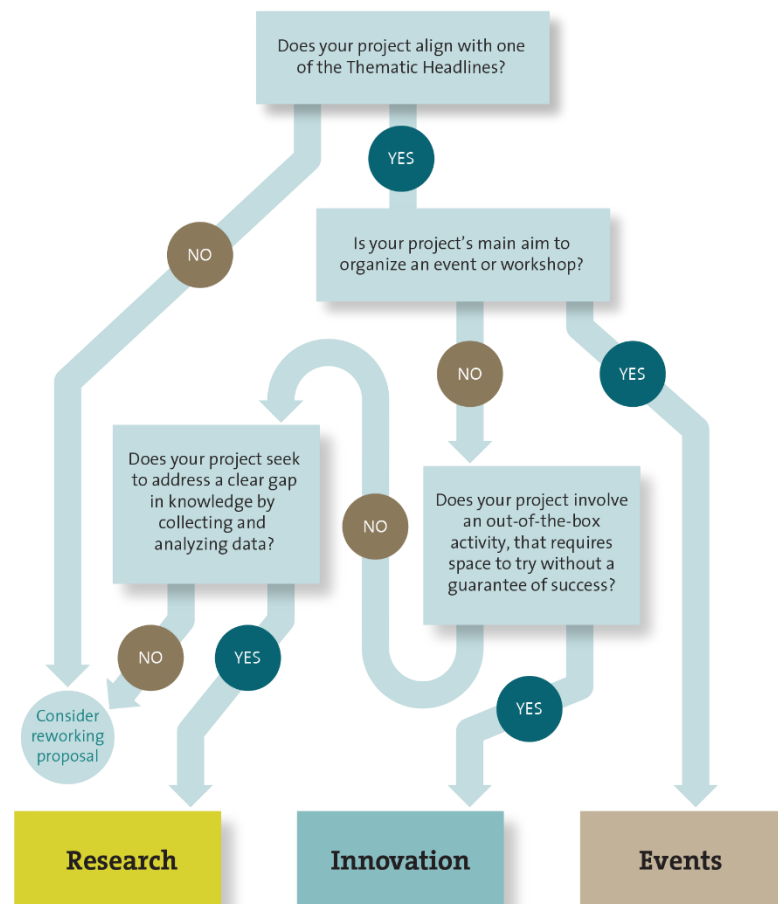 Does your project align with one
of the Thematic Headlines?
YES
NO
Is your project’s main aim to
organize an event or workshop?
NO
YES
Does your project seek
to address a clear gap
in knowledge by
collecting and
analyzing data?
NO
Does your project involve
an out-of-the-box
activity, that requires
space to try without a
guarantee of success?
NO
YES
YES
Consider
reworking
proposal
Research
Innovation
Events